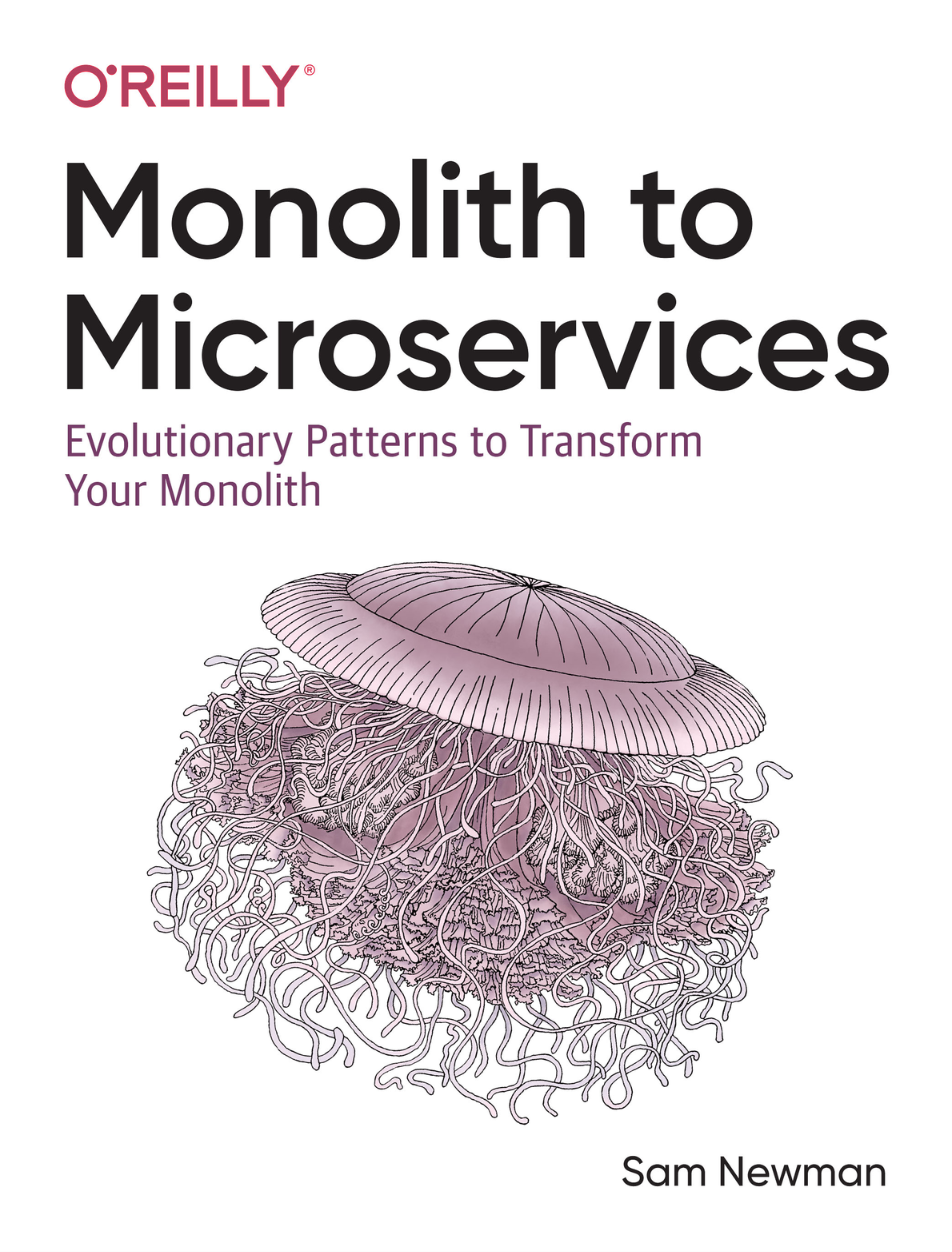 O'REILLY®
Monolith to
Microservices
Evolutionary Patterns to Transform
Your Monolith
Sam Newman